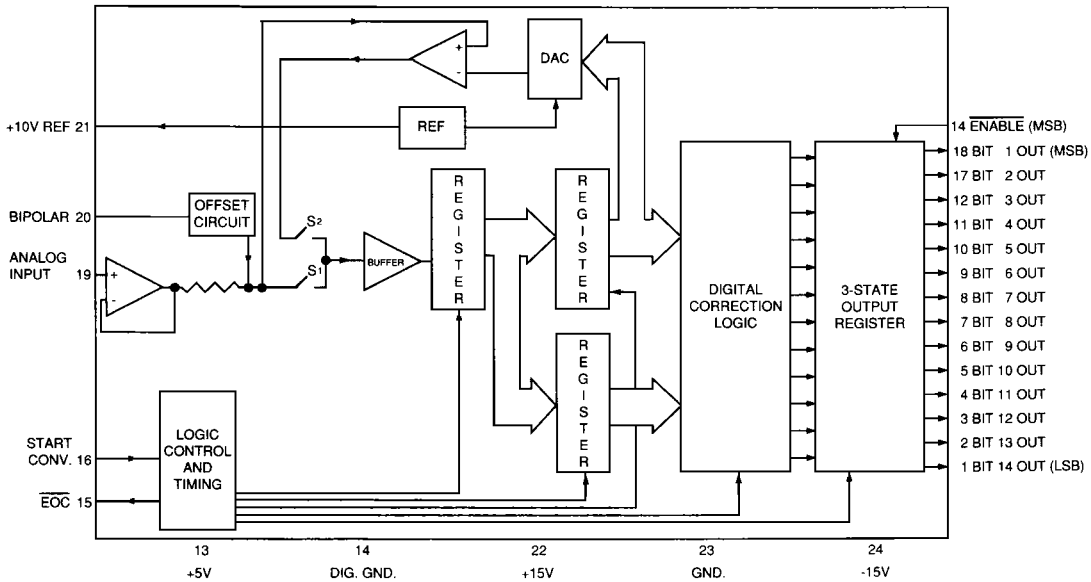 +
-
DAC
+10V REF 21
REF
14 ENABLE (MSB)
18 BIT 1 OUT (MSB)
17 BIT 2 OUT
12 BIT 3 OUT
11 BIT 4 OUT
10 BIT 5 OUT
9 BIT 6 OUT
8 BIT 7 OUT
7 BIT 8 OUT
6 BIT 9 OUT
5 BIT 10 OUT
4 BIT 11 OUT
3 BIT 12 OUT
2 BIT 13 OUT
1 BIT 14 OUT (LSB)
BIPOLAR 20
OFFSET
CIRCUIT
S2
S1
ANALOG
INPUT
19
+
-
BUFFER
REGISTER
REGISTER
REGISTER
DIGITAL
CORRECTION
LOGIC
3-STATE
OUTPUT
REGISTER
START
CONV. 16
EOC 15
LOGIC
CONTROL
AND
TIMING
13
+5V
14
DIG. GND.
22
+15V
23
GND.
24
-15V